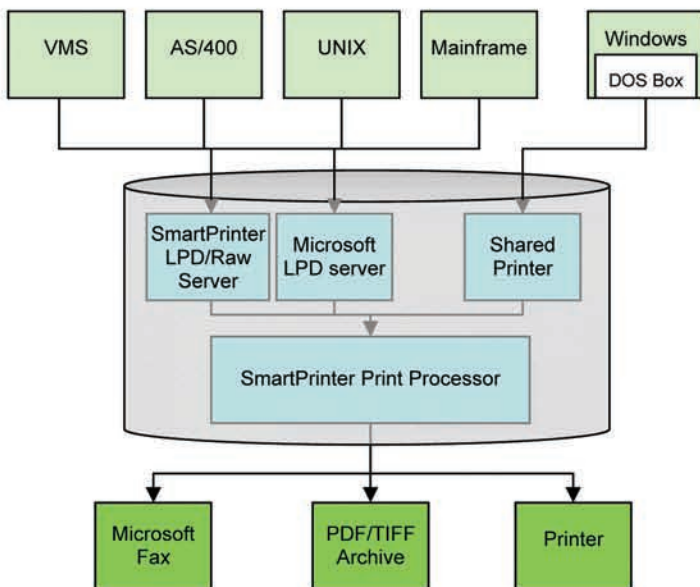 VMS
AS/400
UNIX
Mainframe
Windows
DOS Box
SmartPrinter
LPD/Raw
Server
Microsoft
LPD server
Shared
Printer
SmartPrinter Print Processor
Microsoft
Fax
PDF/TIFF
Archive
Printer